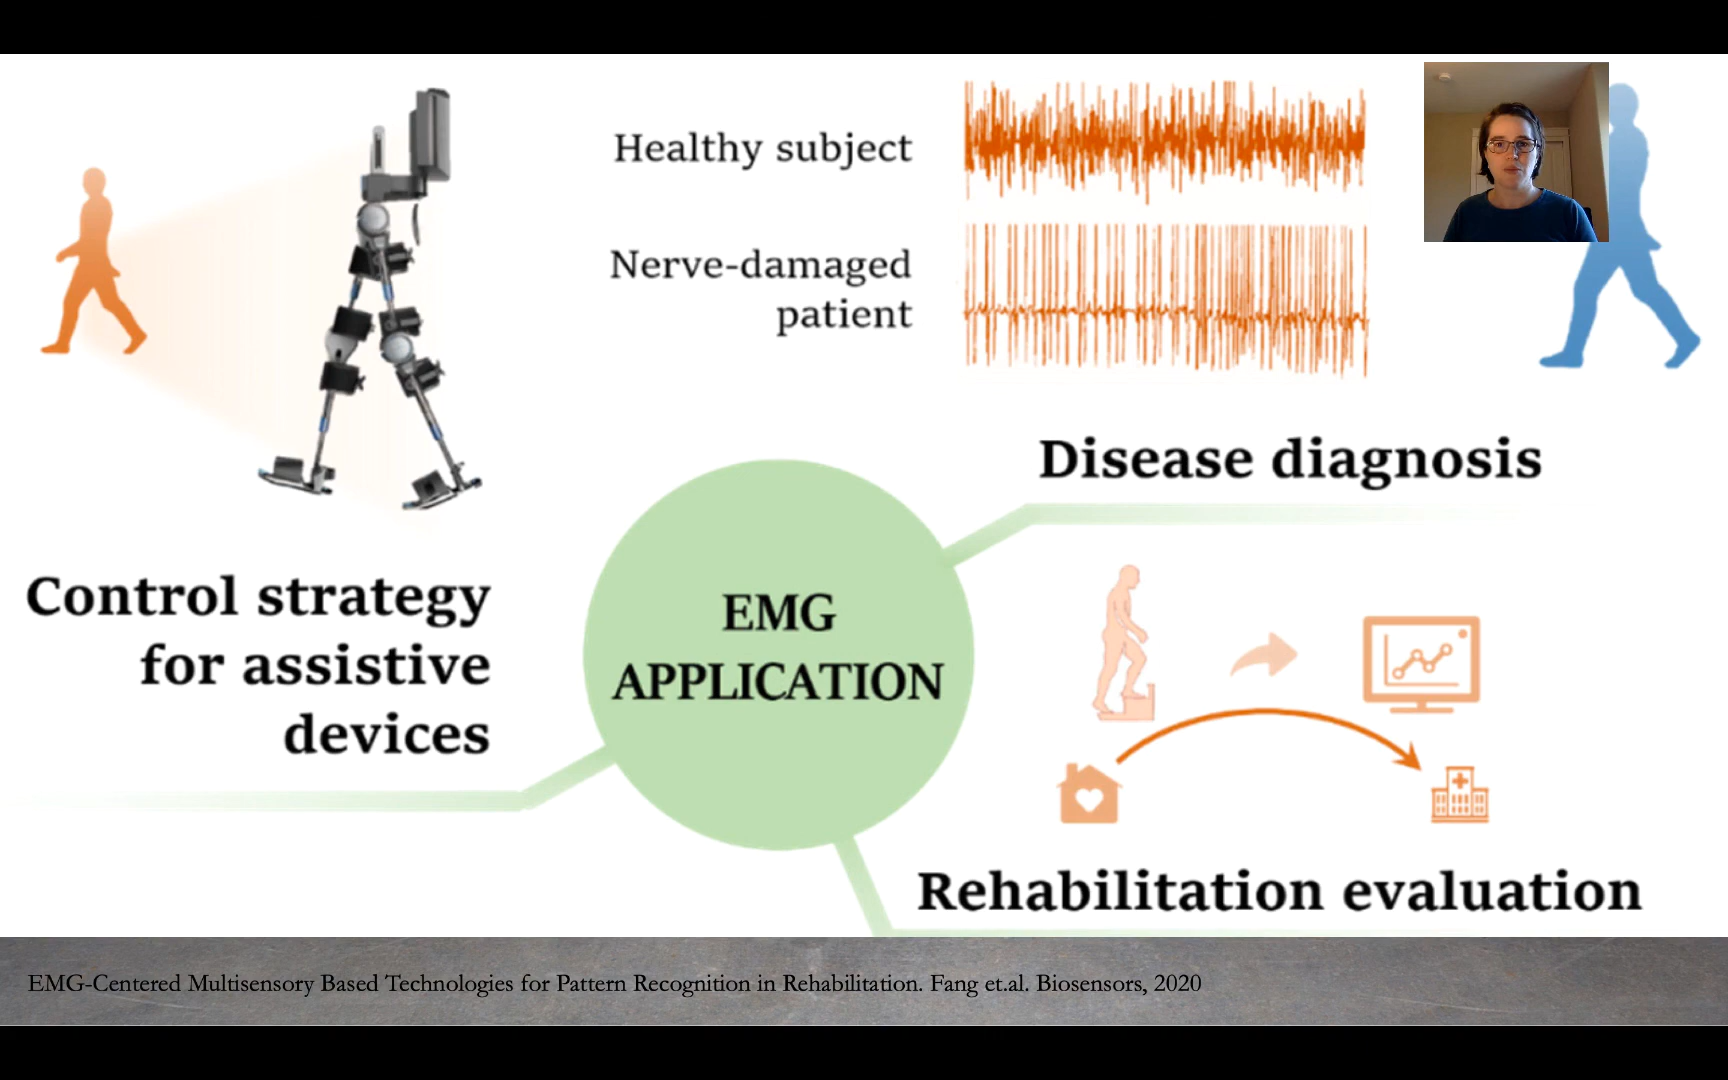 Healthy subject
Nerve-damaged
patient
Disease diagnosis
Control strategy
for assistive
devices
EMG
APPLICATION
Rehabilitation evaluation
EMG-Centered Multisensory Based Technologies for Pattern Recognition in Rehabilitation. Fang et.al. Biosensors, 2020